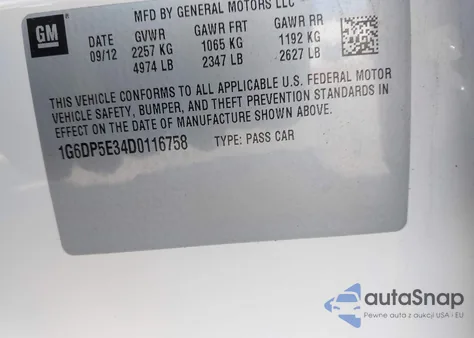 GM
MFD BY GENERAL MOTORS LLC
DATE GVWR GAWR FRT GAWR RR
09/12 2257 KG 1065 KG 1192 KG
4974 LB 2347 LB 2627 LB
THIS VEHICLE CONFORMS TO ALL APPLICABLE U.S. FEDERAL MOTOR
VEHICLE SAFETY, BUMPER, AND THEFT PREVENTION STANDARDS IN
EFFECT ON THE DATE OF MANUFACTURE SHOWN ABOVE.
1G6DP5E34D0116758 TYPE: PASS CAR
autoSnap
Pewne auta z aukcji USA i EU